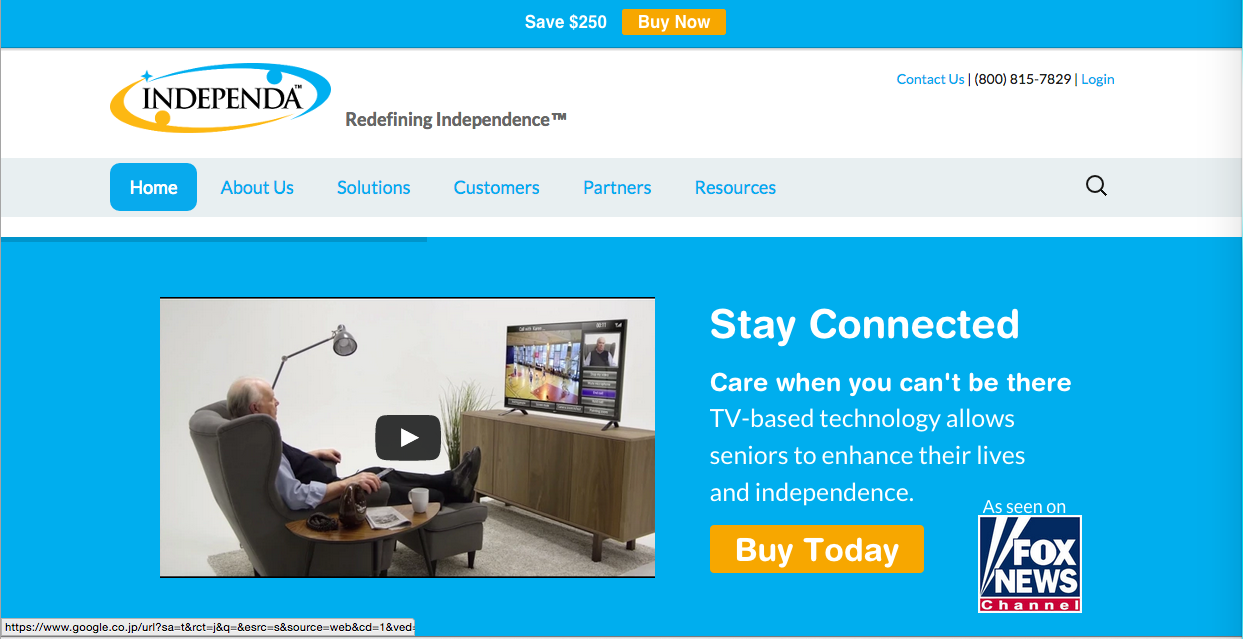 Save $250 Buy Now
INDEPENDA™
Redefining Independence™
Contact Us | (800) 815-7829 | Login
Home About Us Solutions Customers Partners Resources
Stay Connected
Care when you can't be there
TV-based technology allows
seniors to enhance their lives
and independence.
As seen on
Buy Today
FOX
NEWS
Channel
https://www.google.co.jp/url?sa=t&rct=j&q=&esrc=s&source=web&cd=1&ved=